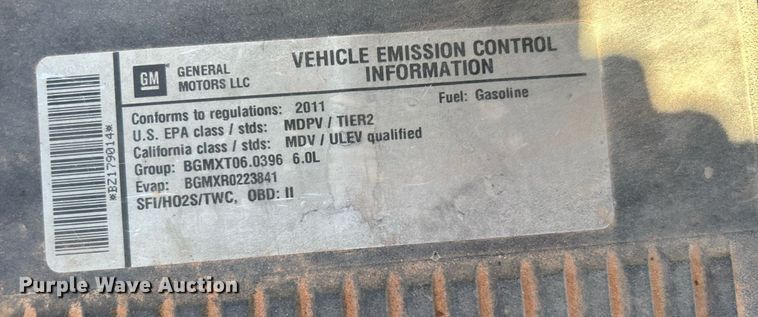 GM
GENERAL
MOTORS LLC
VEHICLE EMISSION CONTROL
INFORMATION
Conforms to regulations: 2011
Fuel: Gasoline
U.S. EPA class / stds: MDPV / TIER2
California class / stds: MDV / ULEV qualified
Group: BGMXT06.0396 6.0L
Evap: BGMXR0223841
SFI/HO2S/TWC, OBD: II
*BZ179014*
Purple Wave Auction